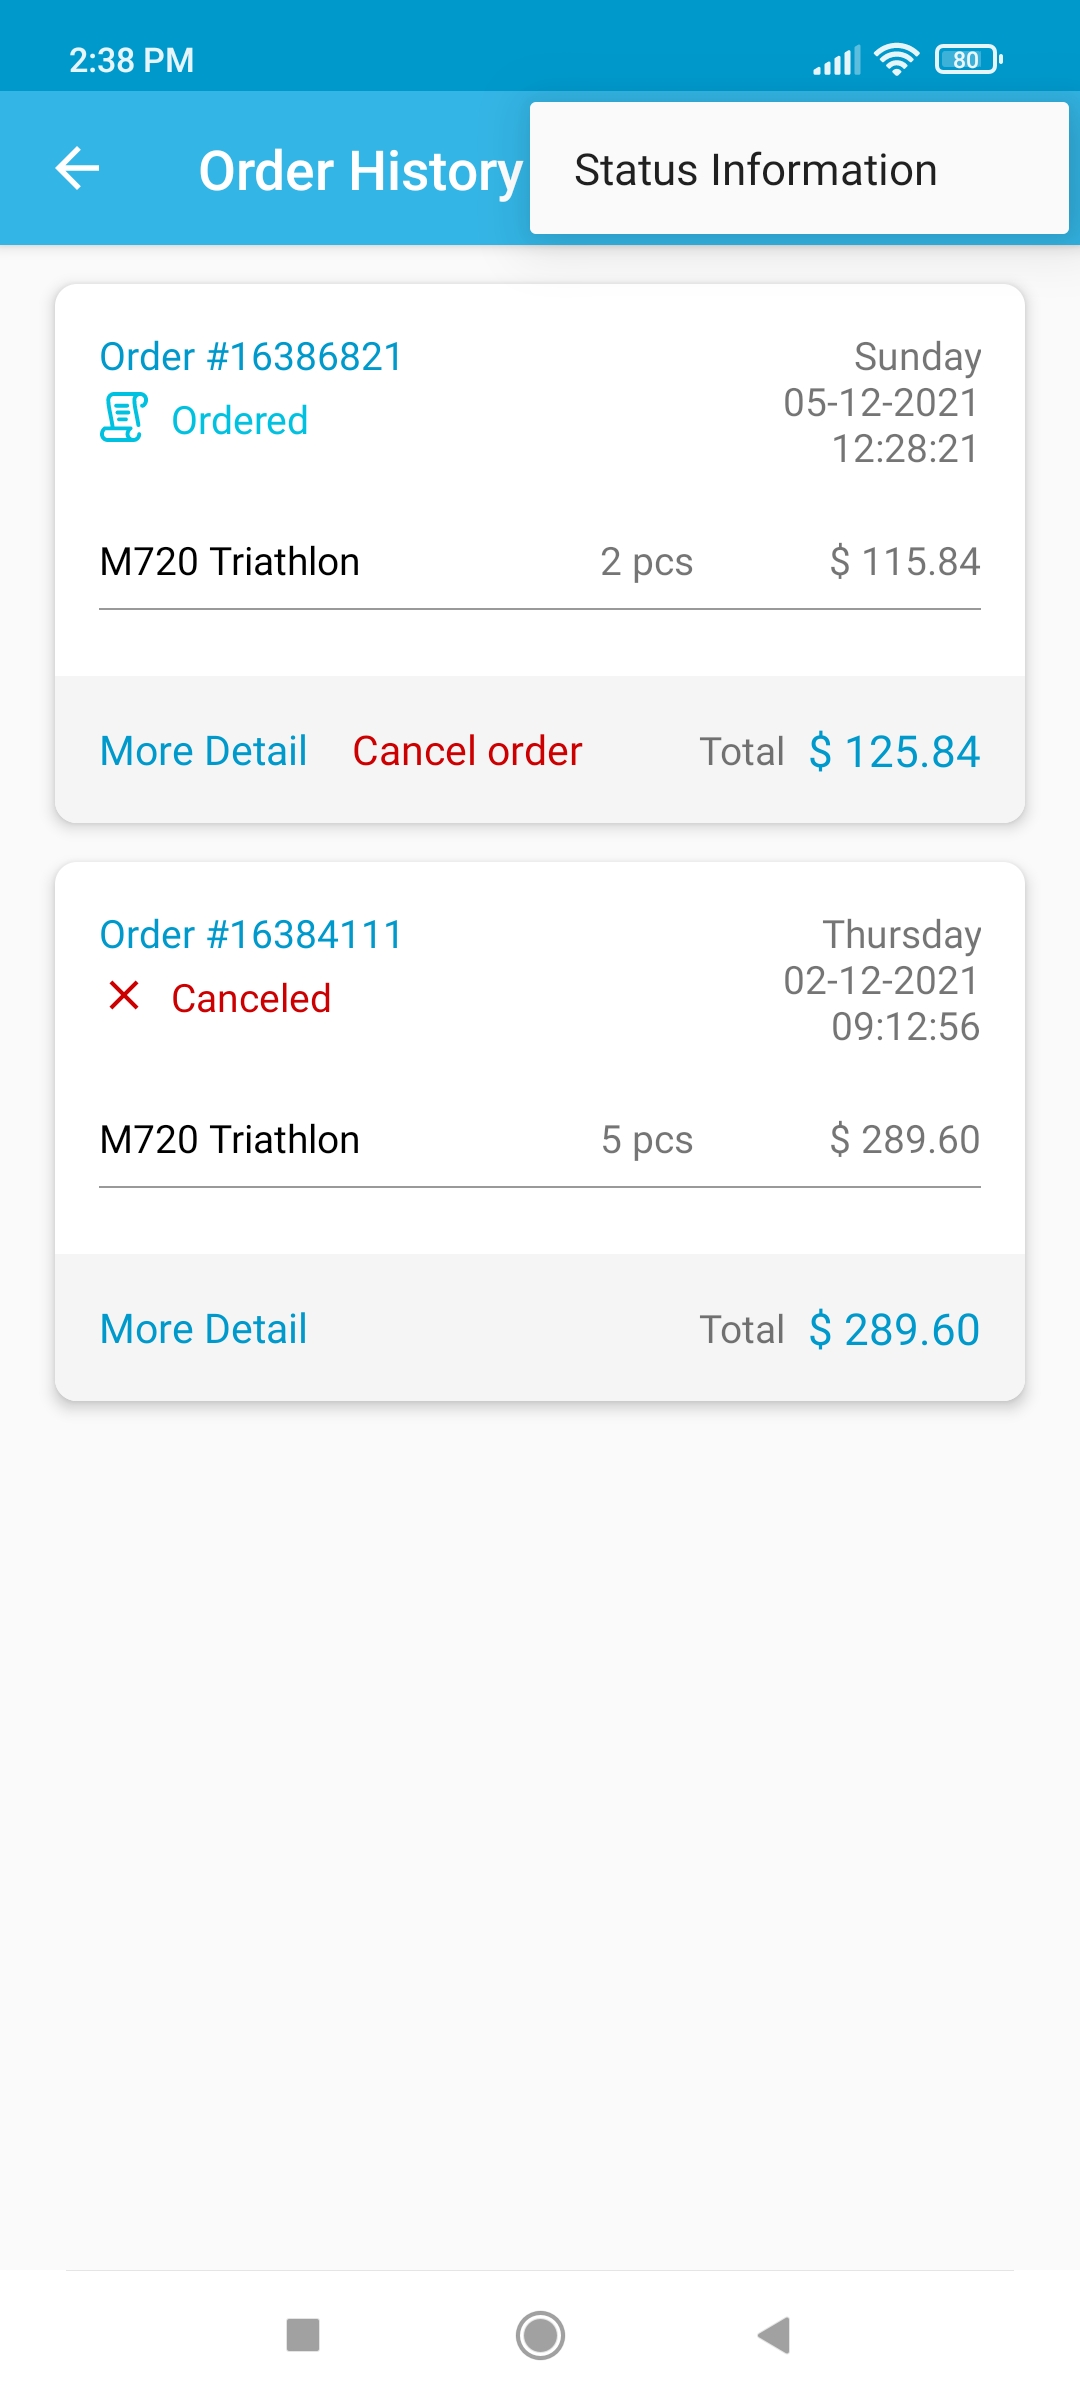 2:38 PM
80
Order History
Status Information
Order #16386821
Sunday
05-12-2021
12:28:21
Ordered
M720 Triathlon 2 pcs $ 115.84
More Detail Cancel order Total $ 125.84
Order #16384111
Thursday
02-12-2021
09:12:56
Canceled
M720 Triathlon 5 pcs $ 289.60
More Detail Total $ 289.60